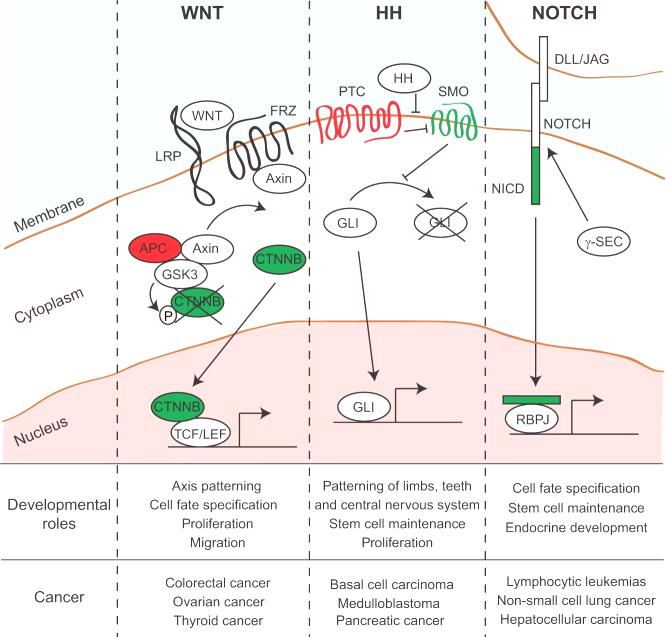 WNT
HH
NOTCH
WNT
FRZ
LRP
Axin
PTC
HH
SMO
DLL/JAG
NOTCH
NICD
γ-SEC
Membrane
APC
Axin
GSK3
CTNNB
P
CTNNB
GLI
GLI
Cytoplasm
Nucleus
CTNNB
TCF/LEF
GLI
RBPJ
Developmental
roles
Axis patterning
Cell fate specification
Proliferation
Migration
Patterning of limbs, teeth
and central nervous system
Stem cell maintenance
Proliferation
Cell fate specification
Stem cell maintenance
Endocrine development
Cancer
Colorectal cancer
Ovarian cancer
Thyroid cancer
Basal cell carcinoma
Medulloblastoma
Pancreatic cancer
Lymphocytic leukemias
Non-small cell lung cancer
Hepatocellular carcinoma